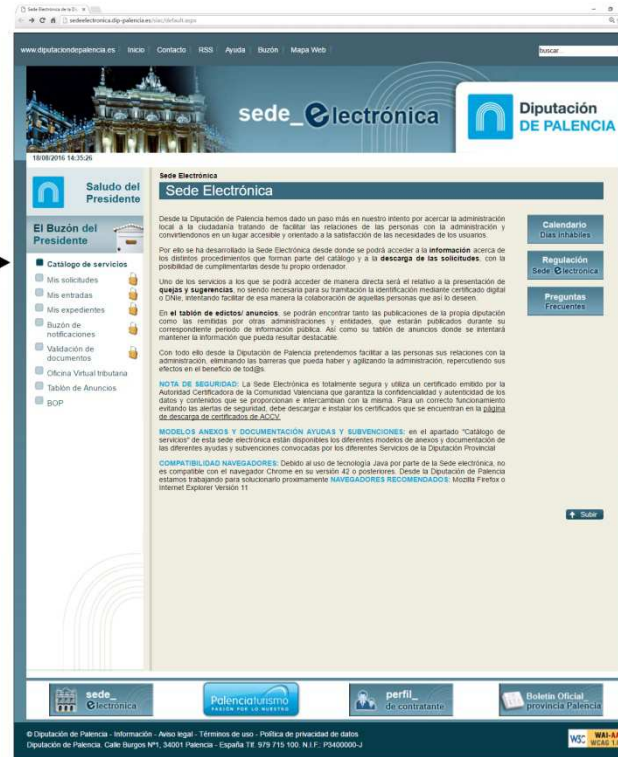 Sede Electrónica de la Di
sedeelectronica.dip-palencia.es/siac/default.aspx
www.diputaciondepalencia.es Inicio Contacto RSS Ayuda Buzón Mapa Web
buscar...
sede_electrónica
Diputación
DE PALENCIA
18/08/2016 14:35:26
Saludo del
Presidente
El Buzón del
Presidente
Catálogo de servicios
Mis solicitudes
Mis entradas
Mis expedientes
Buzón de
notificaciones
Validación de
documentos
Oficina Virtual tributaria
Tablón de Anuncios
BOP
Sede Electrónica
Sede Electrónica
Desde la Diputación de Palencia hemos dado un paso más en nuestro intento por acercar la administración
local a la ciudadanía tratando de facilitar las relaciones de las personas con la administración y
convirtiendonos en un lugar accesible y orientado a la satisfacción de las necesidades de los usuarios.
Por ello se ha desarrollado la Sede Electrónica desde donde se podrá acceder a la información acerca de
los distintos procedimientos que forman parte del catálogo y a la descarga de las solicitudes, con la
posibilidad de cumplimentarlas desde tu propio ordenador.
Uno de los servicios a los que se podrá acceder de manera directa será el relativo a la presentación de
quejas y sugerencias, no siendo necesaria para su tramitación la identificación mediante certificado digital
o DNIe, intentando facilitar de esa manera la colaboración de aquellas personas que así lo deseen.
En el tablón de edictos/ anuncios, se podrán encontrar tanto las publicaciones de la propia diputación
como las remitidas por otras administraciones y entidades, que estarán publicados durante su
correspondiente periodo de información pública. Así como su tablón de anuncios donde se intentará
mantener la información que pueda resultar destacable.
Con todo ello desde la Diputación de Palencia pretendemos facilitar a las personas sus relaciones con la
administración, eliminando las barreras que pueda haber y agilizando la administración, repercutiendo sus
efectos en el beneficio de tod@s.
NOTA DE SEGURIDAD: La Sede Electrónica es totalmente segura y utiliza un certificado emitido por la
Autoridad Certificadora de la Comunidad Valenciana que garantiza la confidencialidad y autenticidad de los
datos y contenidos que se proporcionan e intercambian con la misma. Para un correcto funcionamiento
evitando las alertas de seguridad, debe descargar e instalar los certificados que se encuentran en la página
de descarga de certificados de ACCV.
MODELOS ANEXOS Y DOCUMENTACIÓN AYUDAS Y SUBVENCIONES: en el apartado "Catálogo de
servicios" de esta sede electrónica están disponibles los diferentes modelos de anexos y documentación de
las diferentes ayudas y subvenciones convocadas por los diferentes Servicios de la Diputación Provincial
COMPATIBILIDAD NAVEGADORES: Debido al uso de tecnología Java por parte de la Sede electrónica, no
es compatible con el navegador Chrome en su versión 42 o posteriores. Desde la Diputación de Palencia
estamos trabajando para solucionarlo proximamente NAVEGADORES RECOMENDADOS: Mozilla Firefox o
Internet Explorer Versión 11
Calendario
Días Inhábiles
Regulación
Sede Electrónica
Preguntas
Frecuentes
Subir
sede_
electrónica
Palenciaturismo
PASIÓN POR LO NUESTRO
perfil_
de contratante
Boletín Oficial
provincia Palencia
© Diputación de Palencia - Información - Aviso legal - Términos de uso - Política de privacidad de datos
Diputación de Palencia. Calle Burgos Nº1, 34001 Palencia - España Tlf. 979 715 100. N.I.F.: P3400000-J
W3C WAI-AA
WCAG 1.0